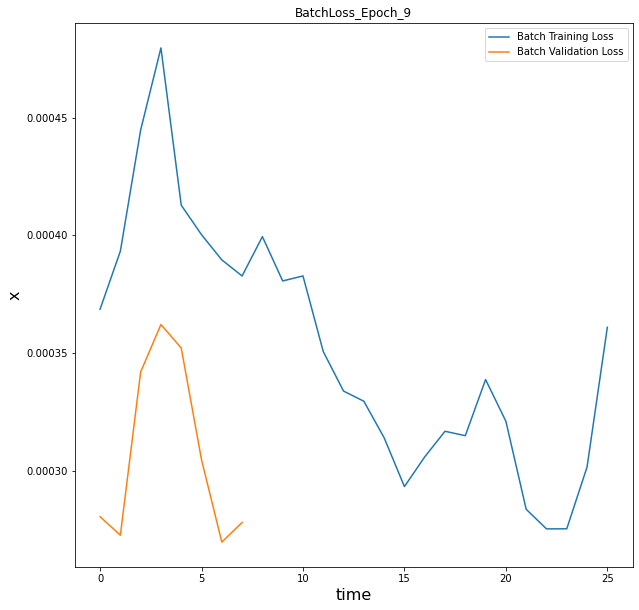 BatchLoss_Epoch_9
Batch Training Loss
Batch Validation Loss
0.00045
0.00040
0.00035
0.00030
x
0 5 10 15 20 25
time